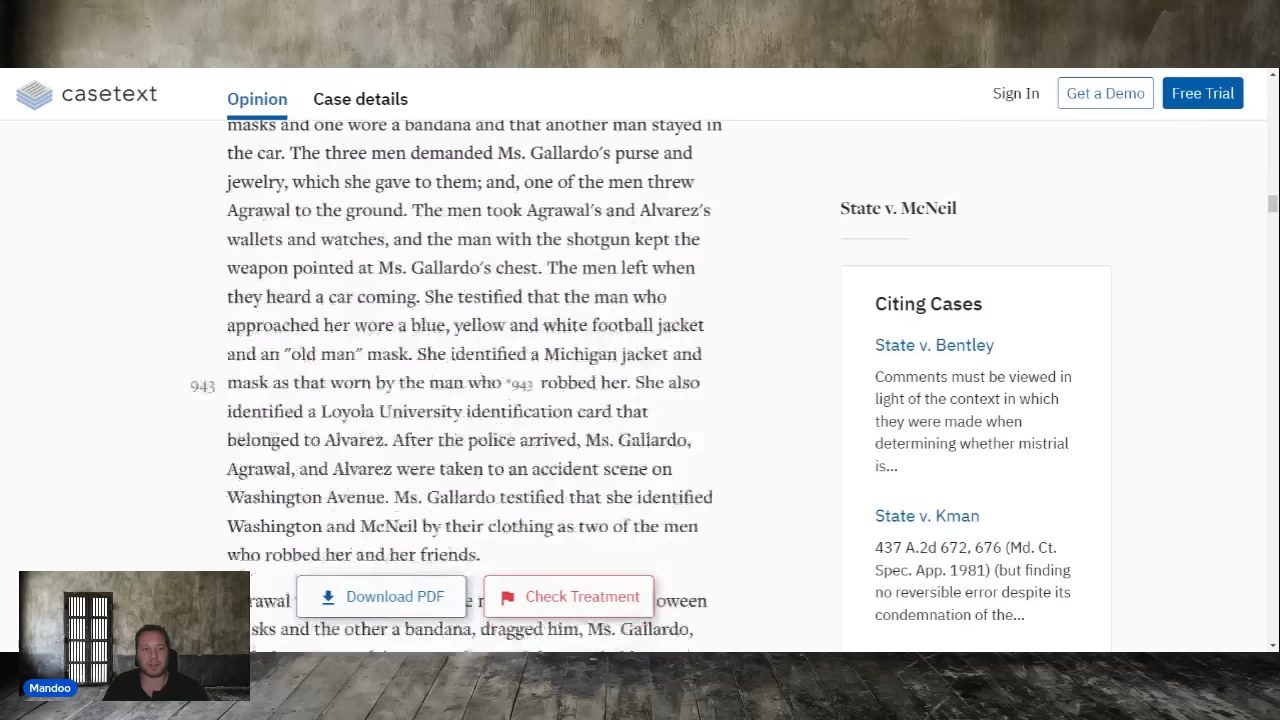 casetext
Opinion
Case details
Sign In
Get a Demo
Free Trial
masks and one wore a bandana and that another man stayed in
the car. The three men demanded Ms. Gallardo's purse and
jewelry, which she gave to them; and, one of the men threw
Agrawal to the ground. The men took Agrawal's and Alvarez's
wallets and watches, and the man with the shotgun kept the
weapon pointed at Ms. Gallardo's chest. The men left when
they heard a car coming. She testified that the man who
approached her wore a blue, yellow and white football jacket
and an "old man" mask. She identified a Michigan jacket and
943 mask as that worn by the man who *943 robbed her. She also
identified a Loyola University identification card that
belonged to Alvarez. After the police arrived, Ms. Gallardo,
Agrawal, and Alvarez were taken to an accident scene on
Washington Avenue. Ms. Gallardo testified that she identified
Washington and McNeil by their clothing as two of the men
who robbed her and her friends.
Download PDF
Check Treatment
sks and the other a bandana, dragged him, Ms. Gallardo,
State v. McNeil
Citing Cases
State v. Bentley
Comments must be viewed in
light of the context in which
they were made when
determining whether mistrial
is...
State v. Kman
437 A.2d 672, 676 (Md. Ct.
Spec. App. 1981) (but finding
no reversible error despite its
condemnation of the...
Mandoo